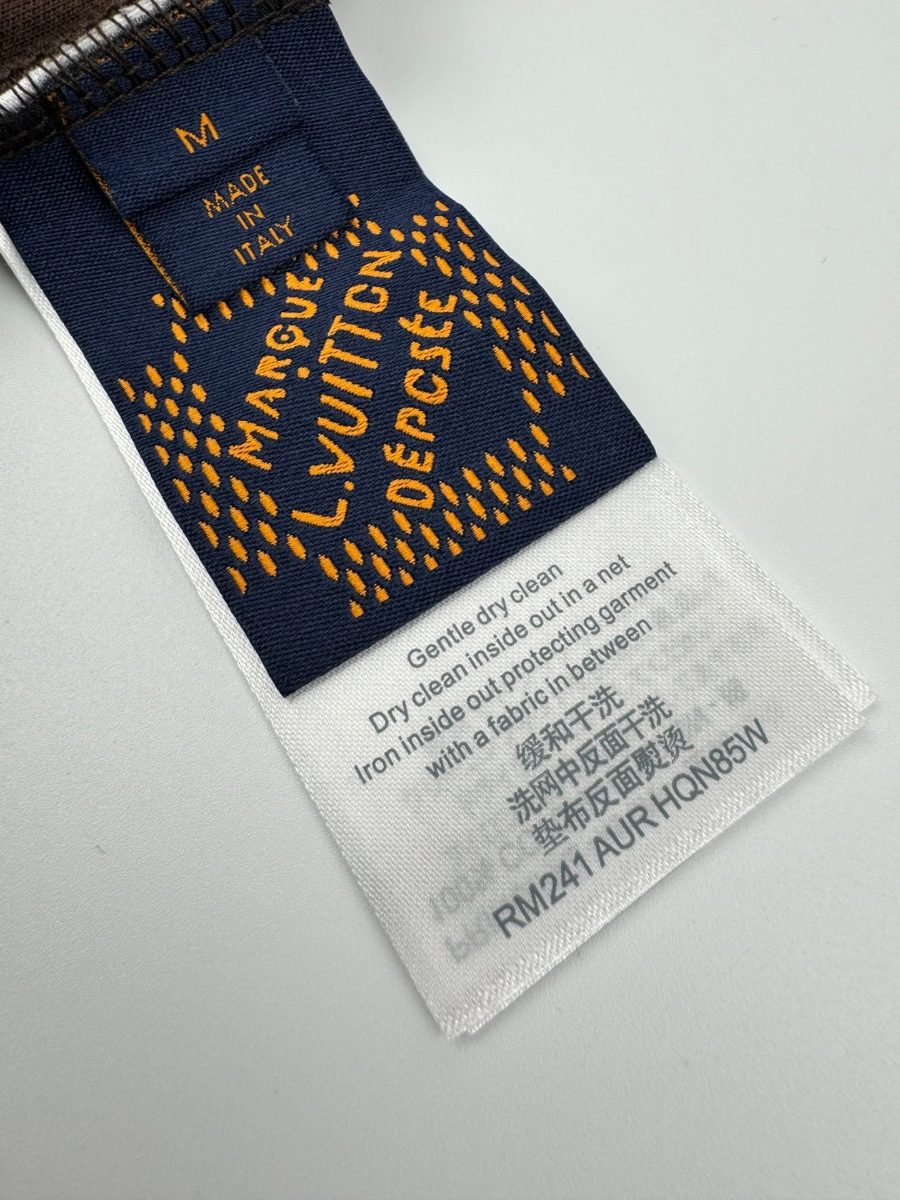 M
MADE
IN
ITALY
MARQUE
L.VUITTON
DEPOSÉE
Gentle dry clean
Dry clean inside out in a net
Iron inside out protecting garment
with a fabric in between
缓和干洗
洗网中反面干洗
垫布反面熨烫
RM241 AUR HQN85W